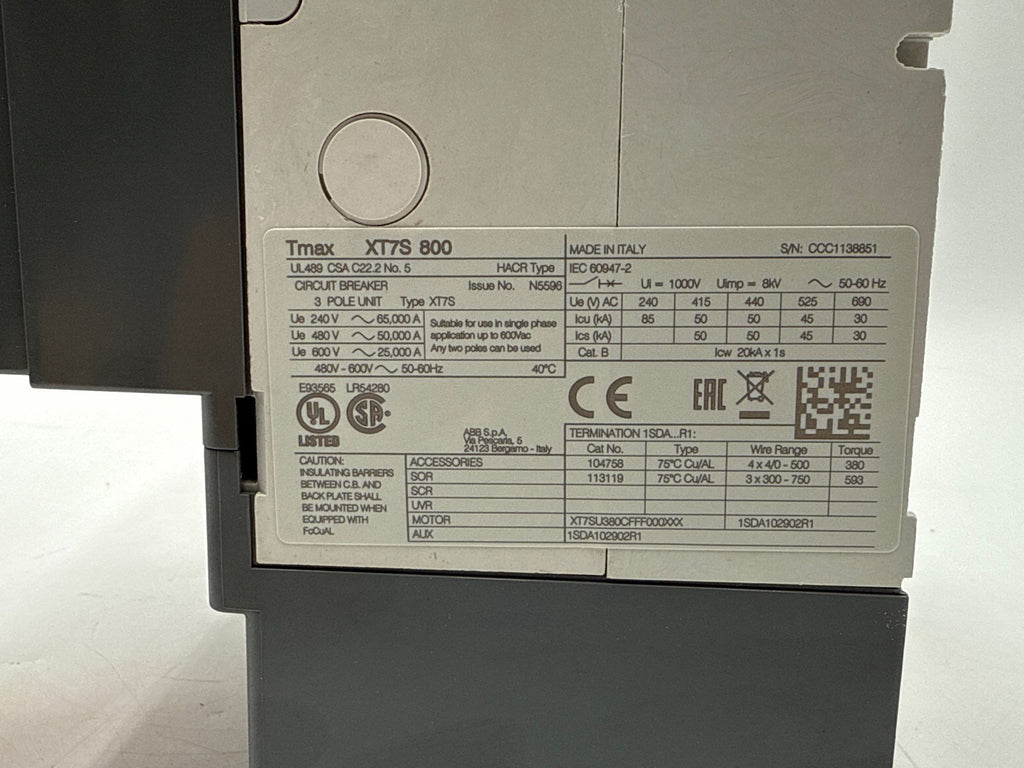 Tmax XT7S 800
UL489 CSA C22.2 No. 5 HACR Type
CIRCUIT BREAKER Issue No. N5596
3 POLE UNIT Type XT7S
Ue 240 V ~ 65,000 A
Ue 480 V ~ 50,000 A
Ue 600 V ~ 25,000 A
Suitable for use in single phase
application up to 600Vac
Any two poles can be used
480V - 600V ~ 50-60Hz 40°C
E93565 LR54280
UL SA
LISTED
ABB S.p.A.
Via Pescaria, 5
24123 Bergamo - Italy
CAUTION:
INSULATING BARRIERS
BETWEEN C.B. AND
BACK PLATE SHALL
BE MOUNTED WHEN
EQUIPPED WITH
FcCuAL
ACCESSORIES
SOR
SCR
UVR
MOTOR
AUX
MADE IN ITALY S/N: CCC1138851
IEC 60947-2
Ui = 1000V Uimp = 8kV ~ 50-60 Hz
Ue (V) AC 240 415 440 525 690
Icu (kA) 85 50 50 45 30
Ics (kA) 50 50 45 30
Cat. B Icw 20kA x 1s
CE EAC
TERMINATION 1SDA...R1:
Cat No. Type Wire Range Torque
104758 75°C Cu/AL 4 x 4/0 - 500 380
113119 75°C Cu/AL 3 x 300 - 750 593
XT7SU380CFFF000XXX 1SDA102902R1
1SDA102902R1